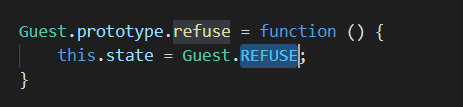 Guest.prototype.refuse = function () {
    this.state = Guest.REFUSE;
}